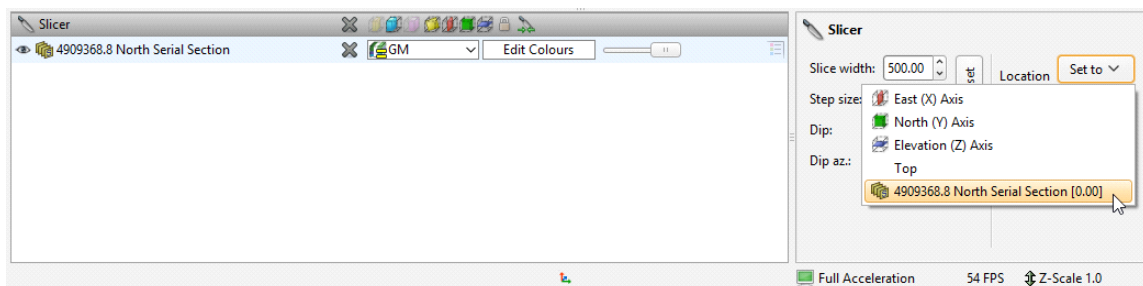 Slicer
4909368.8 North Serial Section GM Edit Colours
Slicer
Slice width: 500.00 set Location Set to
Step size:
East (X) Axis
North (Y) Axis
Dip:
Elevation (Z) Axis
Dip az.:
Top
4909368.8 North Serial Section [0.00]
Full Acceleration 54 FPS Z-Scale 1.0